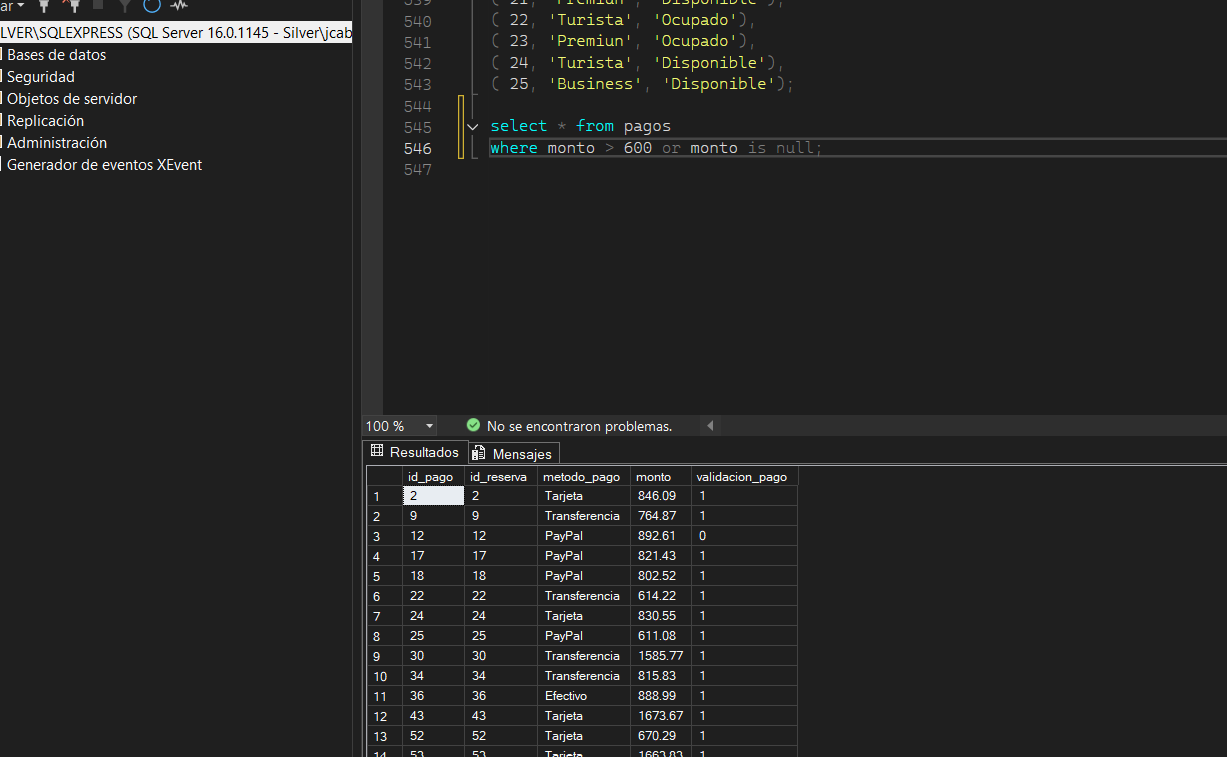 ar
LVER\SQLEXPRESS (SQL Server 16.0.1145 - Silver\jcab
Bases de datos
Seguridad
Objetos de servidor
Replicación
Administración
Generador de eventos XEvent
539 ( 21, 'Premiun', 'Disponible'),
540 ( 22, 'Turista', 'Ocupado'),
541 ( 23, 'Premiun', 'Ocupado'),
542 ( 24, 'Turista', 'Disponible'),
543 ( 25, 'Business', 'Disponible');
544
545 select * from pagos
546 where monto > 600 or monto is null;
547
100 % No se encontraron problemas.
Resultados Mensajes
id_pago id_reserva metodo_pago monto validacion_pago
1 2 2 Tarjeta 846.09 1
2 9 9 Transferencia 764.87 1
3 12 12 PayPal 892.61 0
4 17 17 PayPal 821.43 1
5 18 18 PayPal 802.52 1
6 22 22 Transferencia 614.22 1
7 24 24 Tarjeta 830.55 1
8 25 25 PayPal 611.08 1
9 30 30 Transferencia 1585.77 1
10 34 34 Transferencia 815.83 1
11 36 36 Efectivo 888.99 1
12 43 43 Tarjeta 1673.67 1
13 52 52 Tarjeta 670.29 1
14 53 53 Tarjeta 1663.83 1